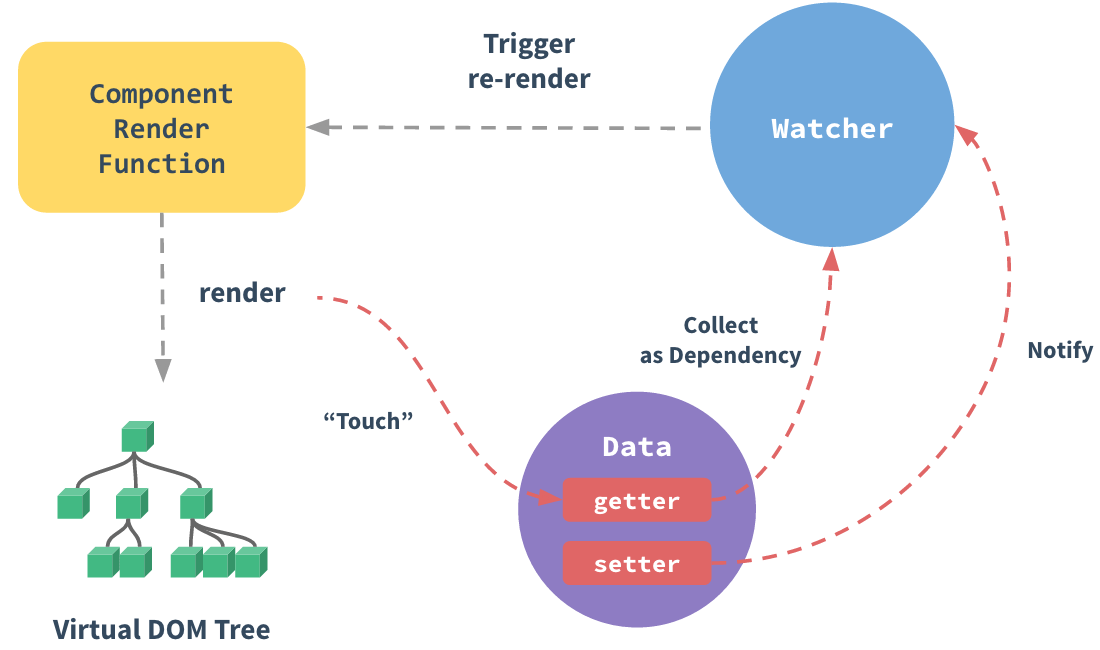 Trigger
re-render
Component
Render
Function
Watcher
render
Collect
as Dependency
Notify
“Touch”
Data
getter
setter
Virtual DOM Tree